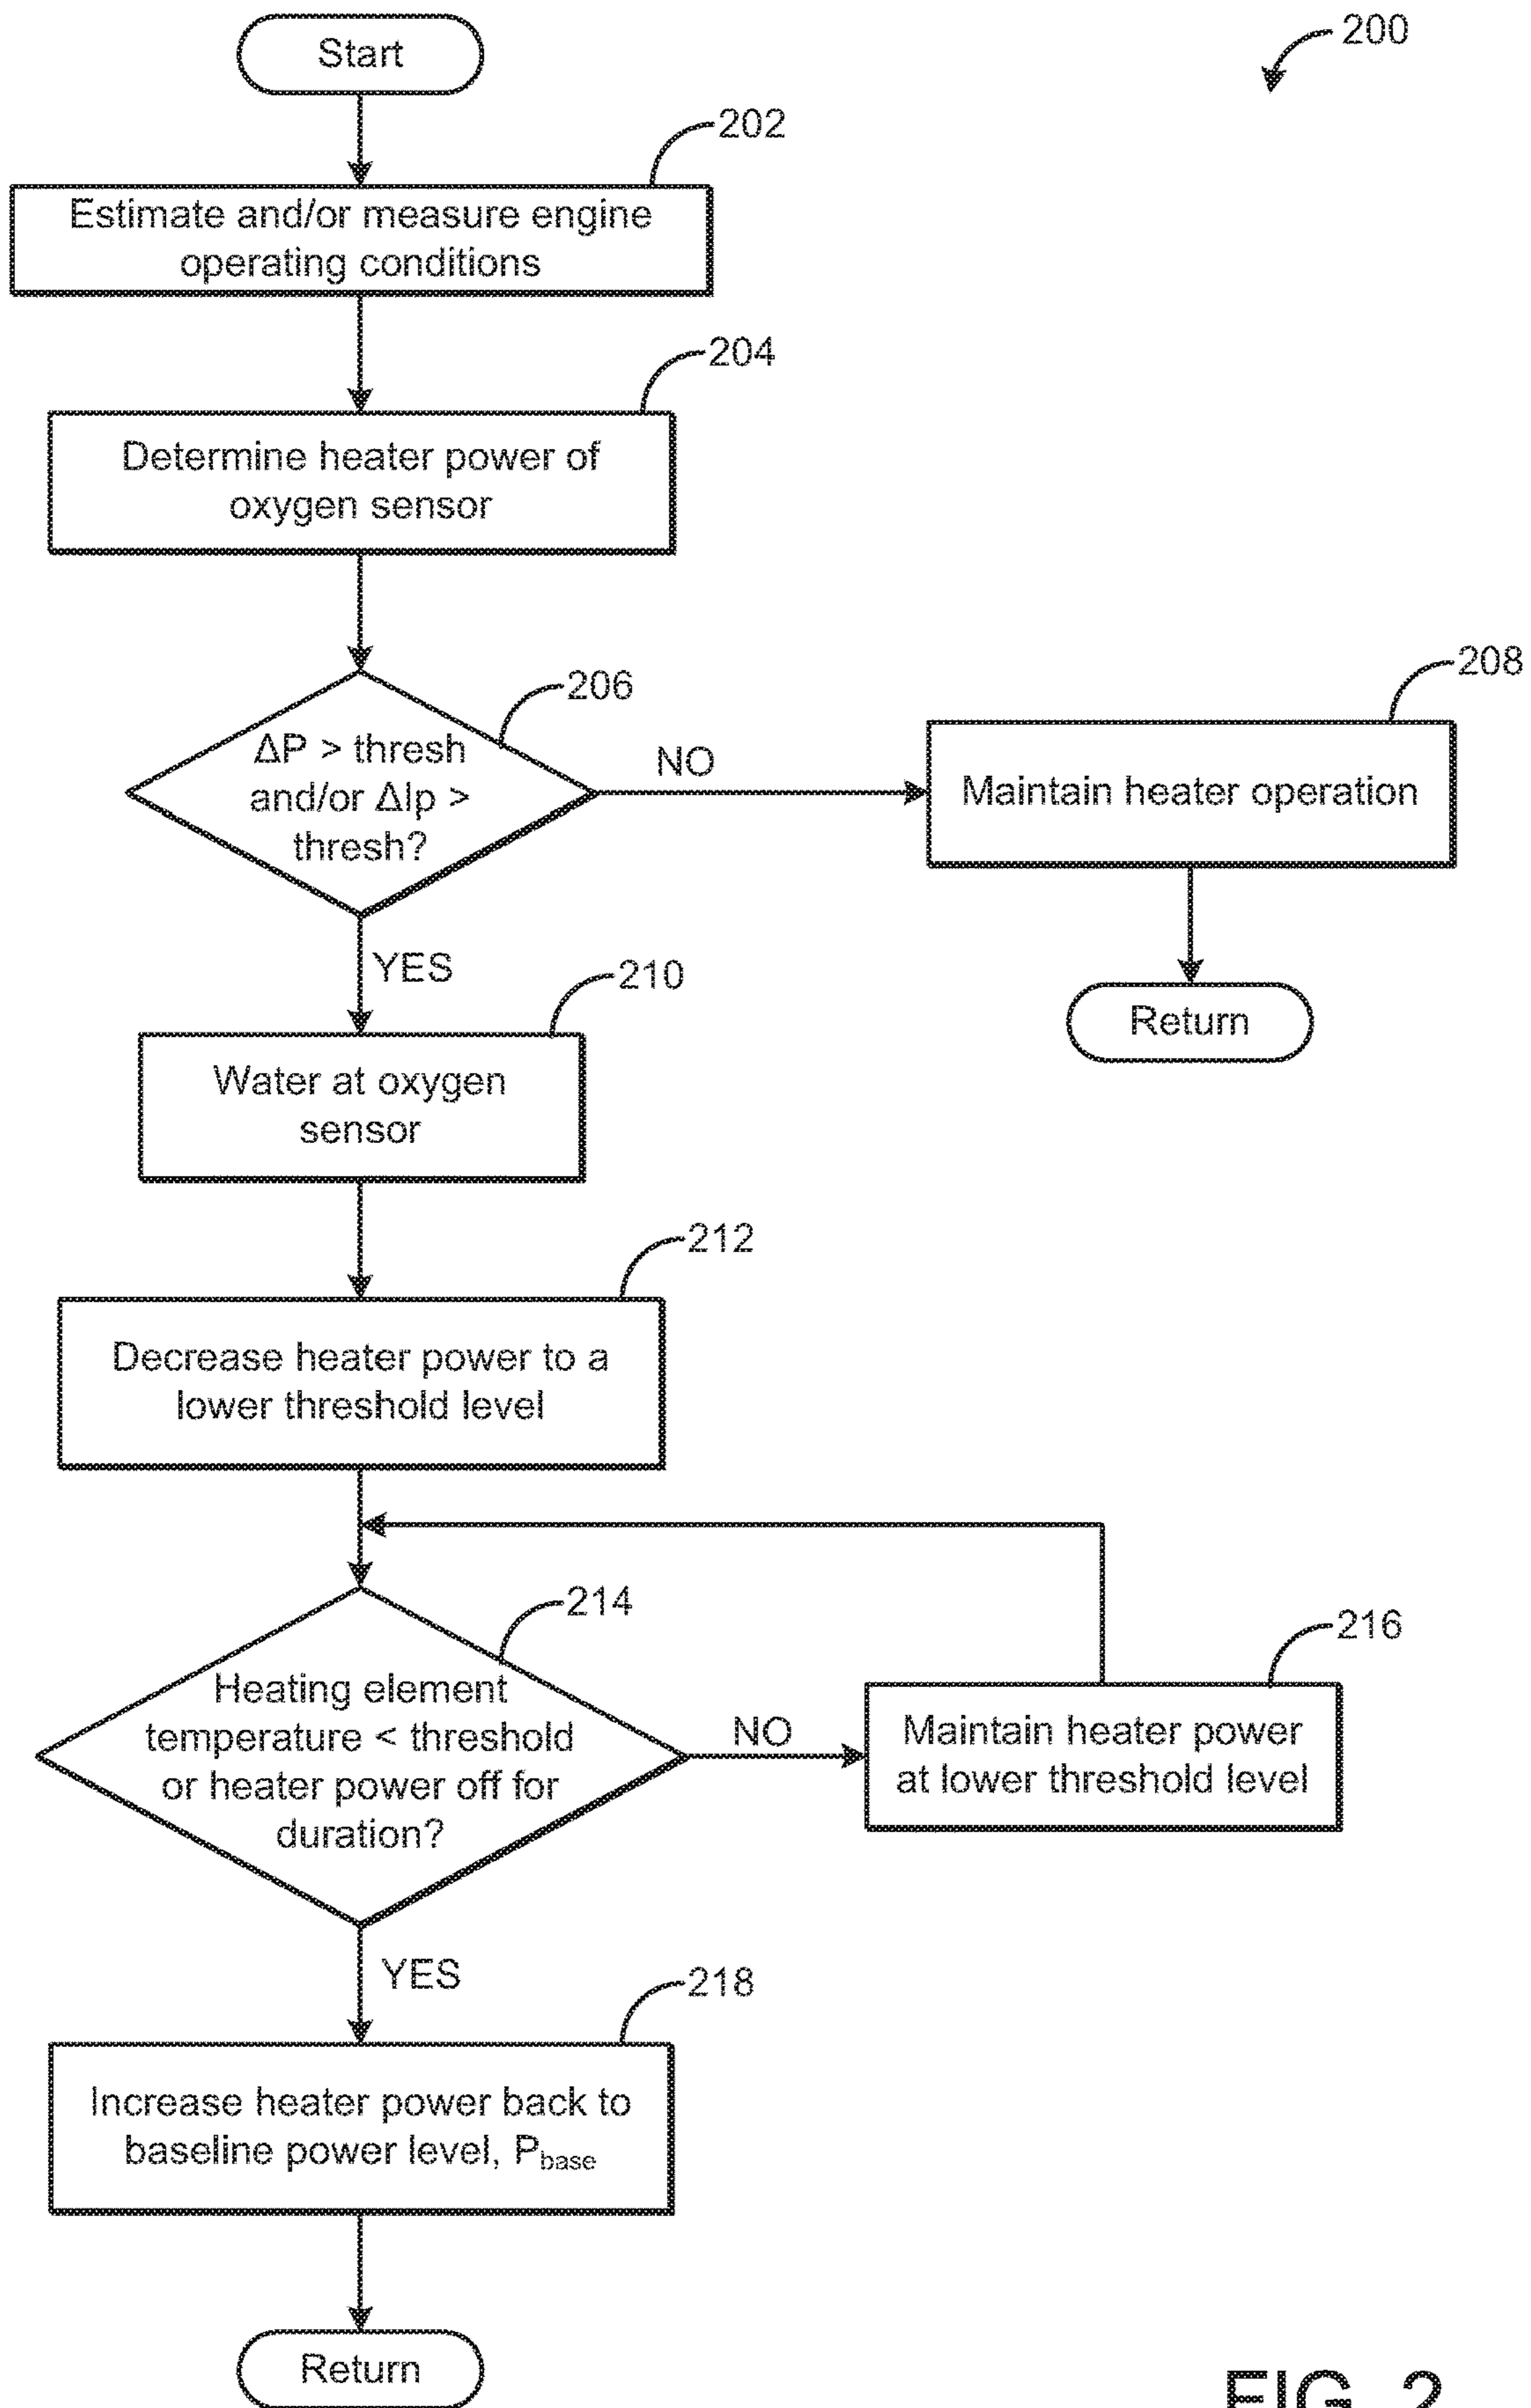 Start
200
202
Estimate and/or measure engine
operating conditions
204
Determine heater power of
oxygen sensor
206
ΔP > thresh
and/or ΔIp >
thresh?
NO
208
Maintain heater operation
Return
YES
210
Water at oxygen
sensor
212
Decrease heater power to a
lower threshold level
214
Heating element
temperature < threshold
or heater power off for
duration?
NO
216
Maintain heater power
at lower threshold level
YES
218
Increase heater power back to
baseline power level, Pbase
Return
FIG. 2